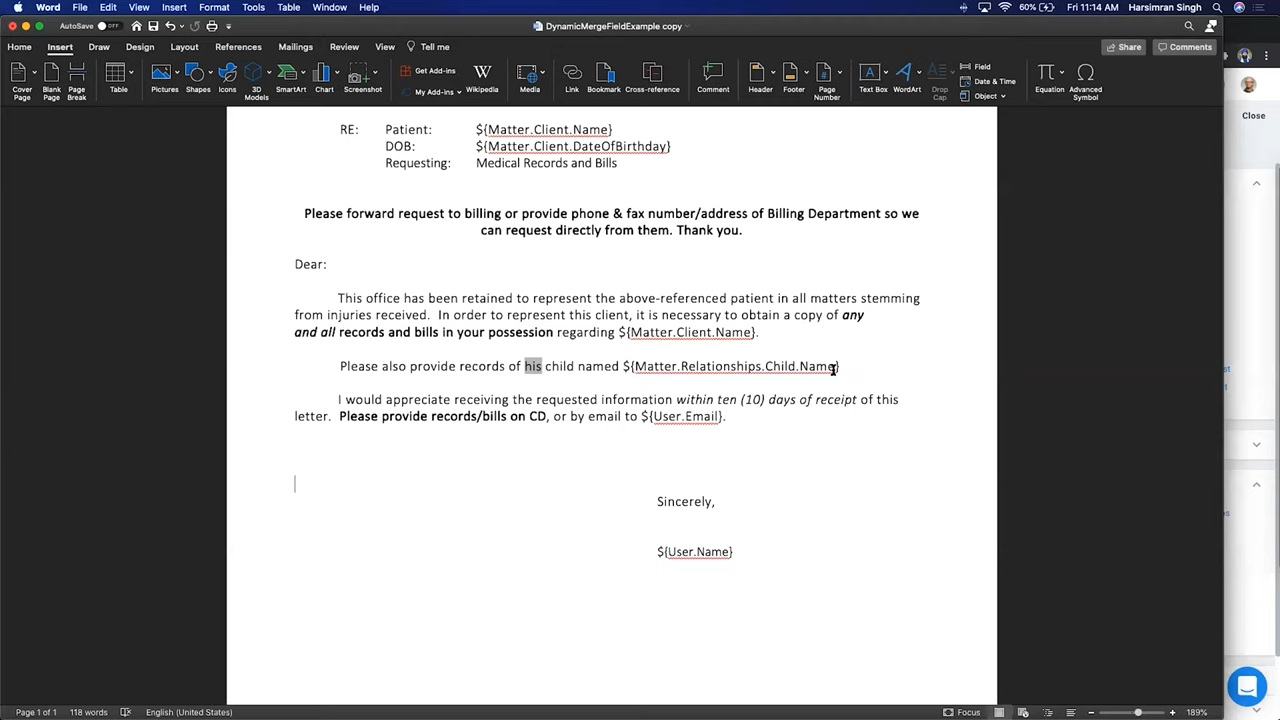 Word File Edit View Insert Format Tools Table Window Help 60% Fri 11:14 AM Harsimran Singh
AutoSave OFF DynamicMergeFieldExample copy
Home Insert Draw Design Layout References Mailings Review View Tell me Share Comments
Cover Page
Blank Page
Page Break
Table
Pictures
Shapes
Icons
3D Models
SmartArt
Chart
Screenshot
Get Add-ins
My Add-ins
Wikipedia
Media
Link
Bookmark
Cross-reference
Comment
Header
Footer
Page Number
Text Box
WordArt
Drop Cap
Field
Date & Time
Object
Equation
Advanced Symbol
Close
RE: Patient: ${Matter.Client.Name}
DOB: ${Matter.Client.DateOfBirthday}
Requesting: Medical Records and Bills
Please forward request to billing or provide phone & fax number/address of Billing Department so we
can request directly from them. Thank you.
Dear:
This office has been retained to represent the above-referenced patient in all matters stemming
from injuries received. In order to represent this client, it is necessary to obtain a copy of any
and all records and bills in your possession regarding ${Matter.Client.Name}.
Please also provide records of his child named ${Matter.Relationships.Child.Name}
I would appreciate receiving the requested information within ten (10) days of receipt of this
letter. Please provide records/bills on CD, or by email to ${User.Email}.
Sincerely,
${User.Name}
Page 1 of 1 118 words English (United States) Focus 189%